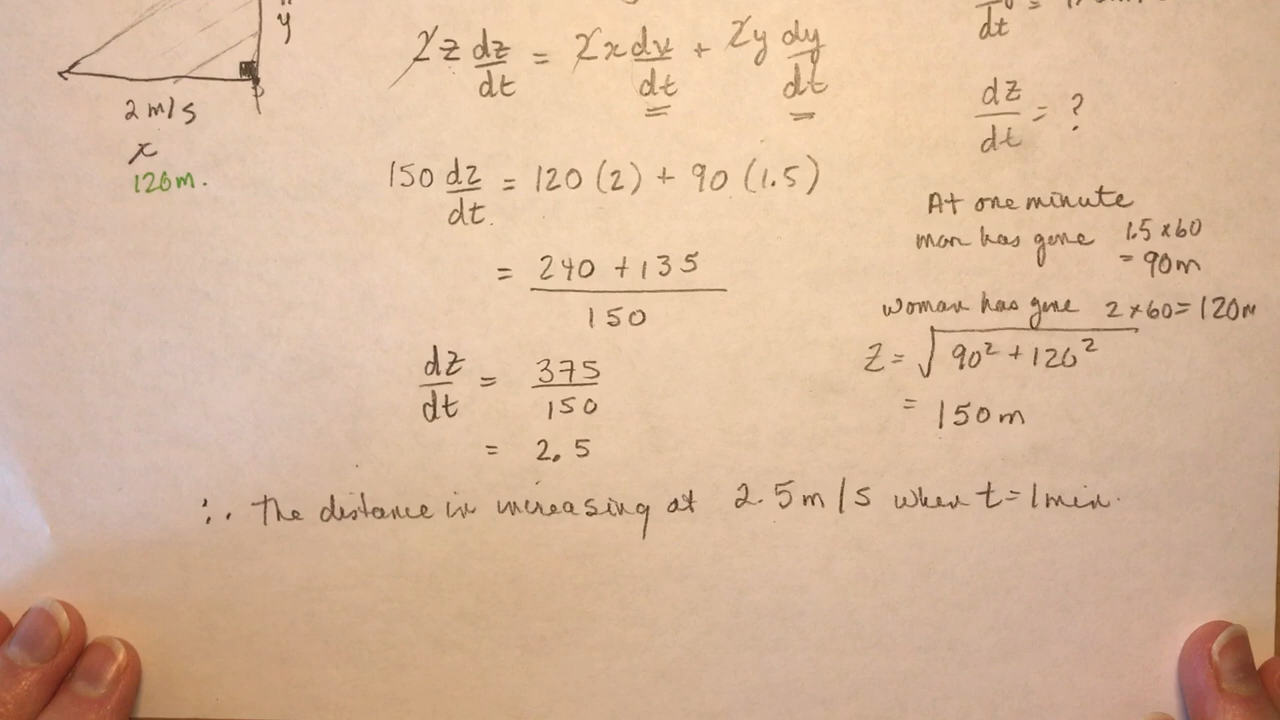 y
2 m/s
x
120m.
2z dz/dt = 2x dx/dt + 2y dy/dt
150 dz/dt. = 120 (2) + 90 (1.5)
= 240 + 135 / 150
dz/dt = 375 / 150
= 2.5
∴ The distance in increasing at 2.5m/s when t=1min.
dt =
dz/dt = ?
At one minute
man has gone 1.5 x 60
= 90m
woman has gone 2 x 60 = 120m
Z = √90² + 120²
= 150m